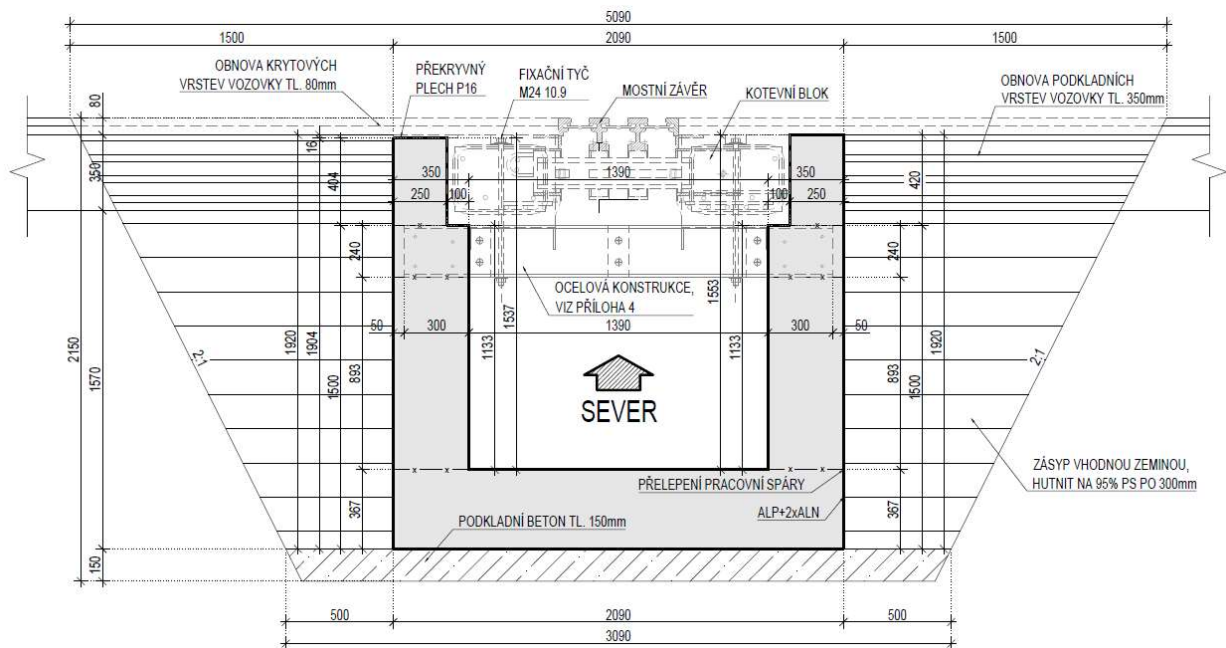 5090
1500
2090
1500
OBNOVA KRYTOVÝCH
VRSTEV VOZOVKY TL. 80mm
PŘEKRYVNÝ
PLECH P16
FIXAČNÍ TYČ
M24 10.9
MOSTNÍ ZÁVĚR
KOTEVNÍ BLOK
OBNOVA PODKLADNÍCH
VRSTEV VOZOVKY TL. 350mm
80
16
350
404
350
1390
350
420
250
100
100
250
240
240
OCELOVÁ KONSTRUKCE,
VIZ PŘÍLOHA 4
1537
1553
50
300
1390
300
50
2150
1570
2:1
1920
1904
1500
893
1133
1133
893
1500
1920
2:1
SEVER
PŘELEPENÍ PRACOVNÍ SPÁRY
ZÁSYP VHODNOU ZEMINOU,
HUTNIT NA 95% PS PO 300mm
367
ALP+2xALN
367
PODKLADNÍ BETON TL. 150mm
150
500
2090
500
3090